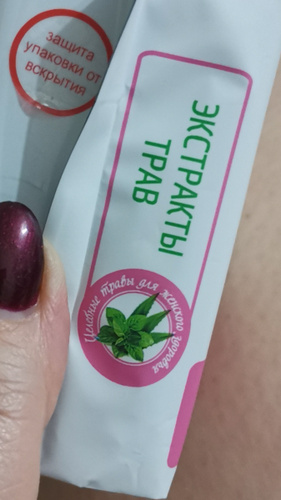 защита
упаковки от
вскрытия
ЭКСТРАКТЫ
ТРАВ
Целебные травы для женского здоровья